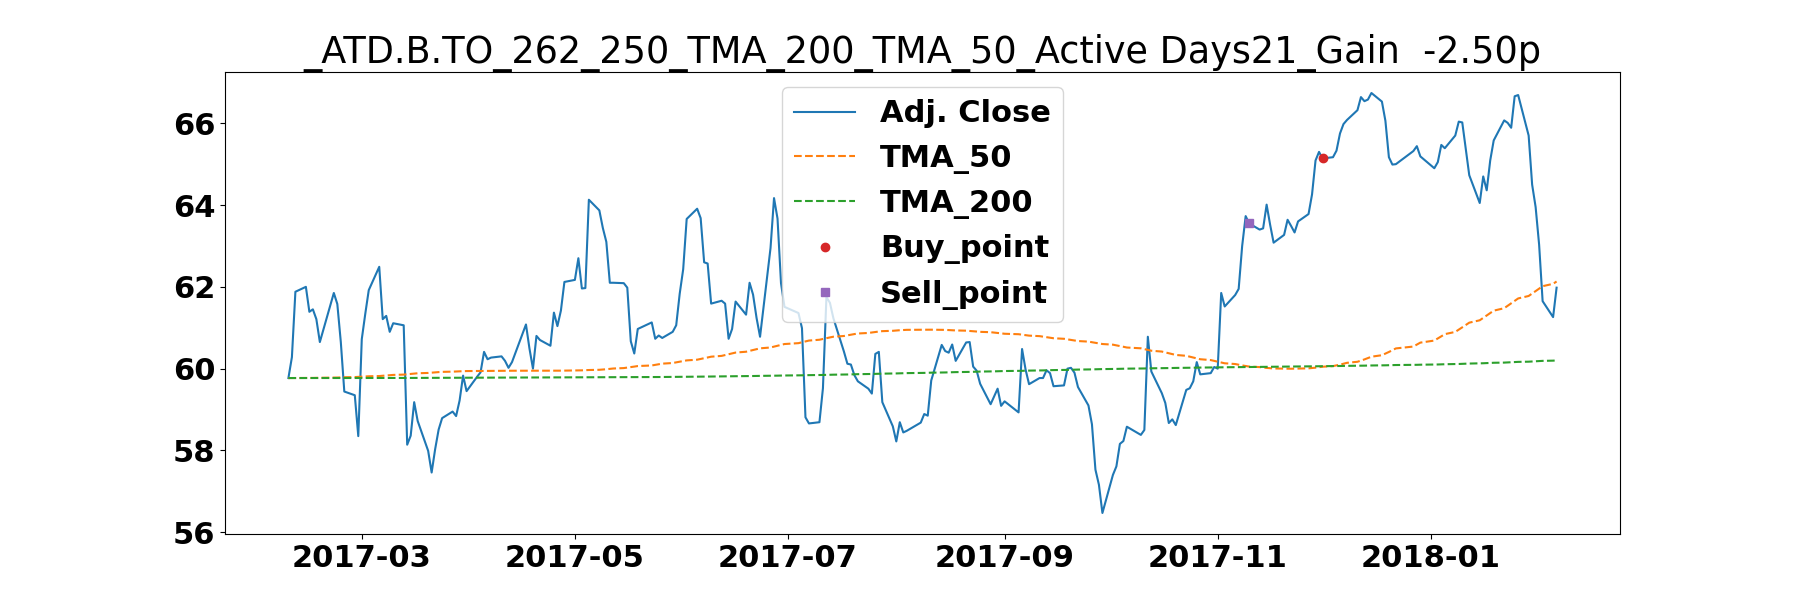 _ATD.B.TO_262_250_TMA_200_TMA_50_Active Days21_Gain  -2.50p
Adj. Close
TMA_50
TMA_200
Buy_point
Sell_point
66
64
62
60
58
56
2017-03 2017-05 2017-07 2017-09 2017-11 2018-01